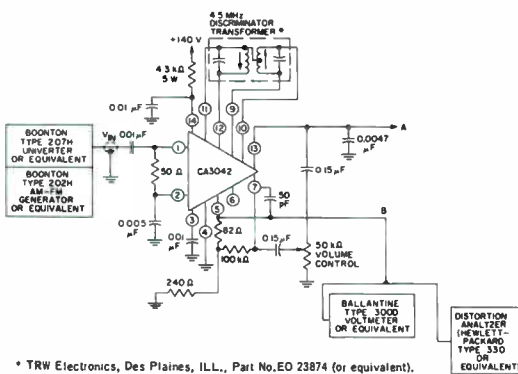 4.5 MHz
DISCRIMINATOR
TRANSFORMER *
+140 V
4.3 kΩ
5 W
0.01 µF
11
12
9
10
14
13
A
0.0047
µF
BOONTON
TYPE 207H
UNIVERTER
OR EQUIVALENT
BOONTON
TYPE 202H
AM-FM
GENERATOR
OR EQUIVALENT
VIN
0.01 µF
1
50 Ω
2
CA3042
0.15 µF
7
50
pF
6
5
3
4
B
0.005
µF
0.01
µF
82 Ω
100 kΩ
0.15 µF
50 kΩ
VOLUME
CONTROL
240 Ω
BALLANTINE
TYPE 300D
VOLTMETER
OR EQUIVALENT
DISTORTION
ANALYZER
(HEWLETT-
PACKARD
TYPE 330
OR
EQUIVALENT)
* TRW Electronics, Des Plaines, ILL., Part No. EO 23874 (or equivalent).